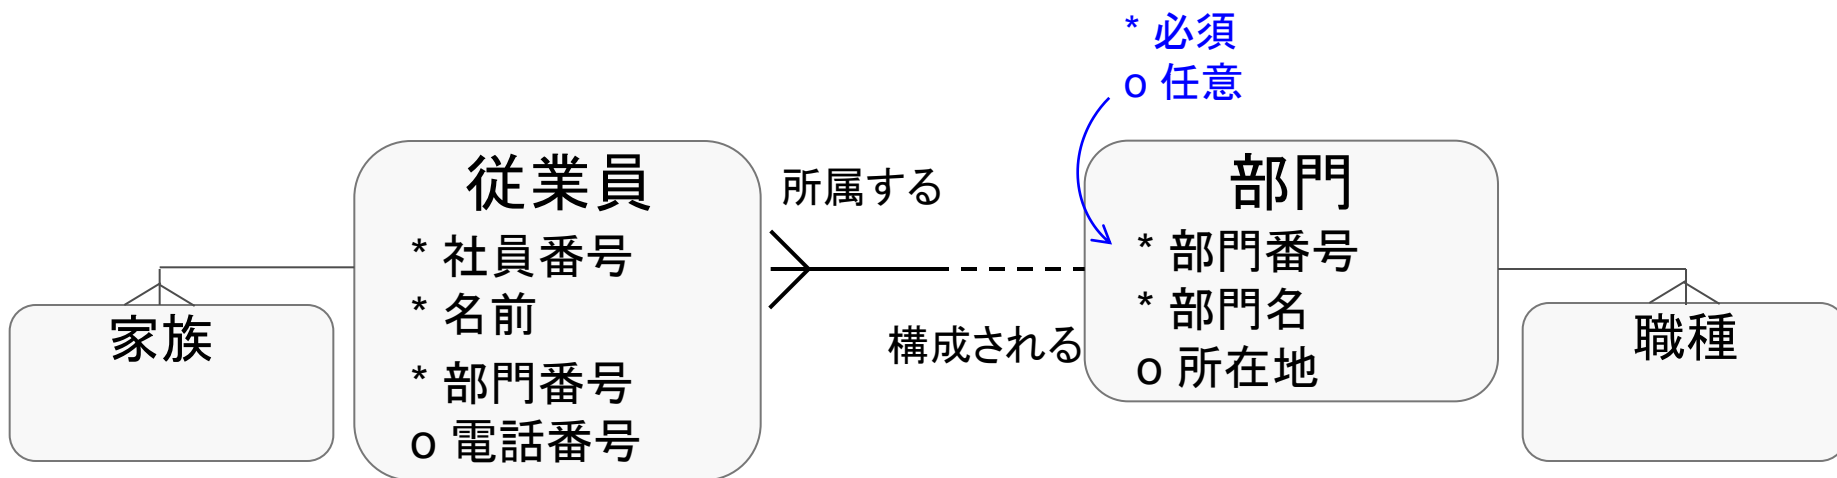 * 必須
o 任意
従業員
* 社員番号
* 名前
* 部門番号
o 電話番号
所属する
構成される
部門
* 部門番号
* 部門名
o 所在地
家族
職種